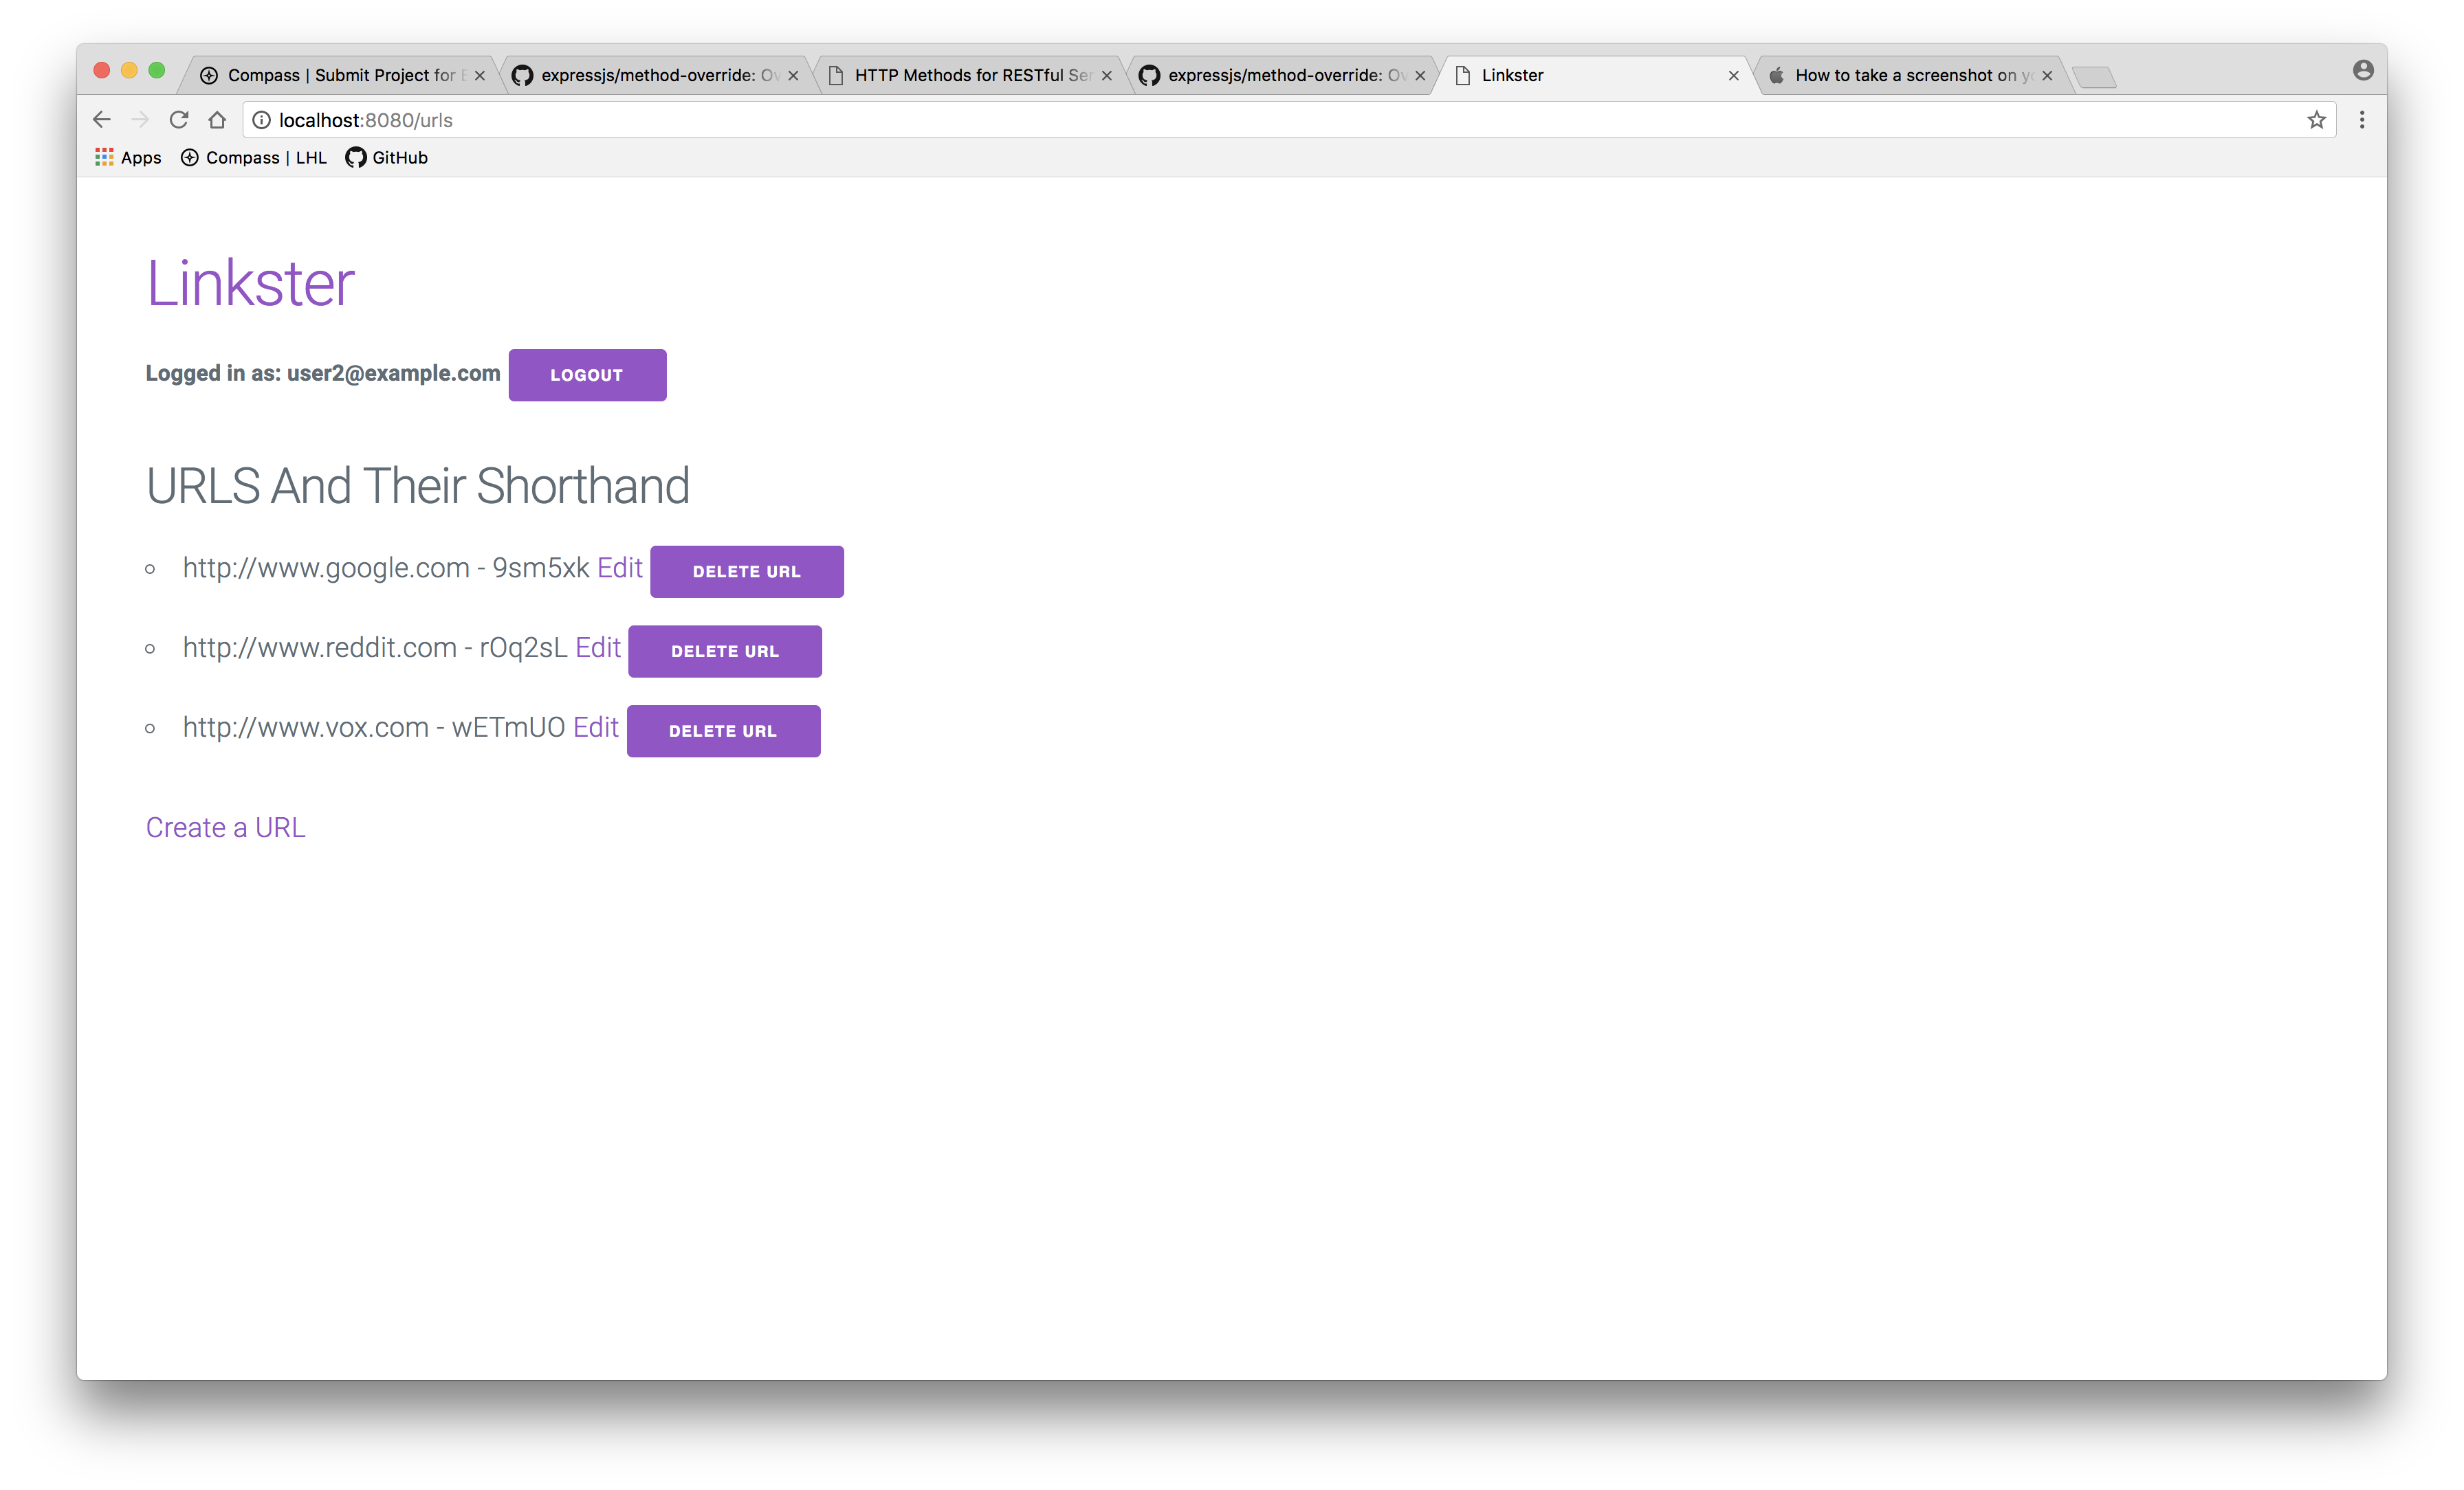 Compass | Submit Project for
expressjs/method-override: Ov
HTTP Methods for RESTful Ser
expressjs/method-override: Ov
Linkster
How to take a screenshot on yo
localhost:8080/urls
Apps Compass | LHL GitHub
Linkster
Logged in as: user2@example.com LOGOUT
URLS And Their Shorthand
http://www.google.com - 9sm5xk Edit DELETE URL
http://www.reddit.com - rOq2sL Edit DELETE URL
http://www.vox.com - wETmUO Edit DELETE URL
Create a URL